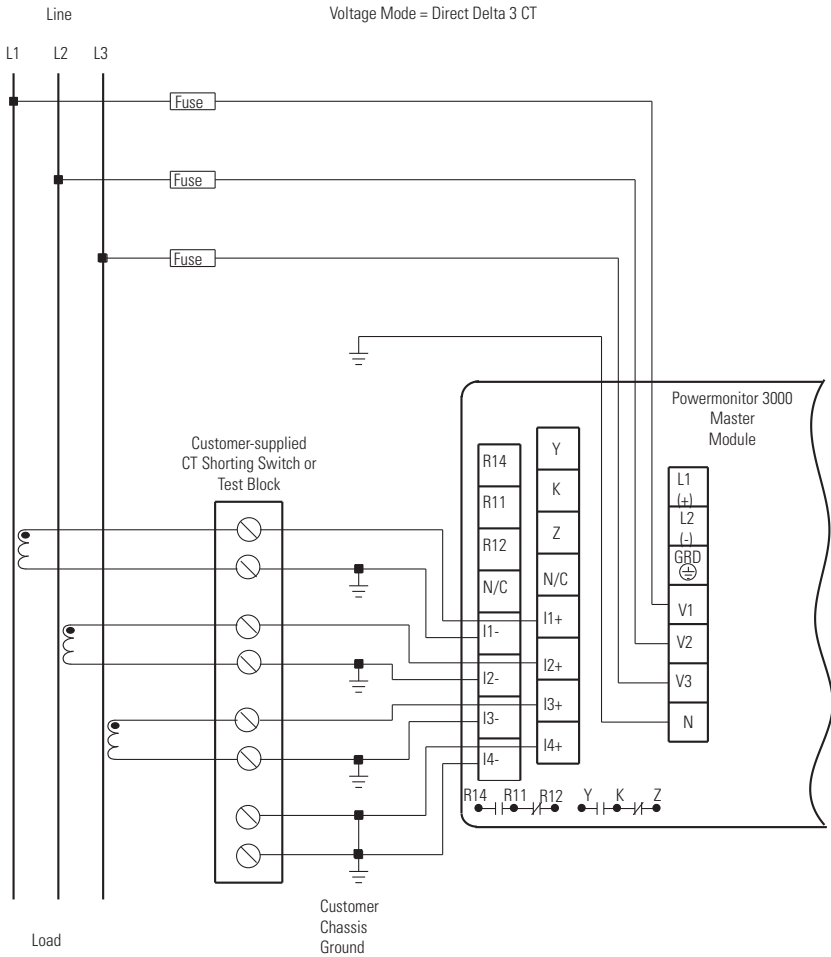 Line
Voltage Mode = Direct Delta 3 CT
L1 L2 L3
Fuse
Fuse
Fuse
Powermonitor 3000
Master
Module
Customer-supplied
CT Shorting Switch or
Test Block
R14
R11
R12
N/C
I1-
I2-
I3-
I4-
Y
K
Z
N/C
I1+
I2+
I3+
I4+
L1
(+)
L2
(-)
GRD
V1
V2
V3
N
R14 R11 R12 Y K Z
Customer
Chassis
Ground
Load